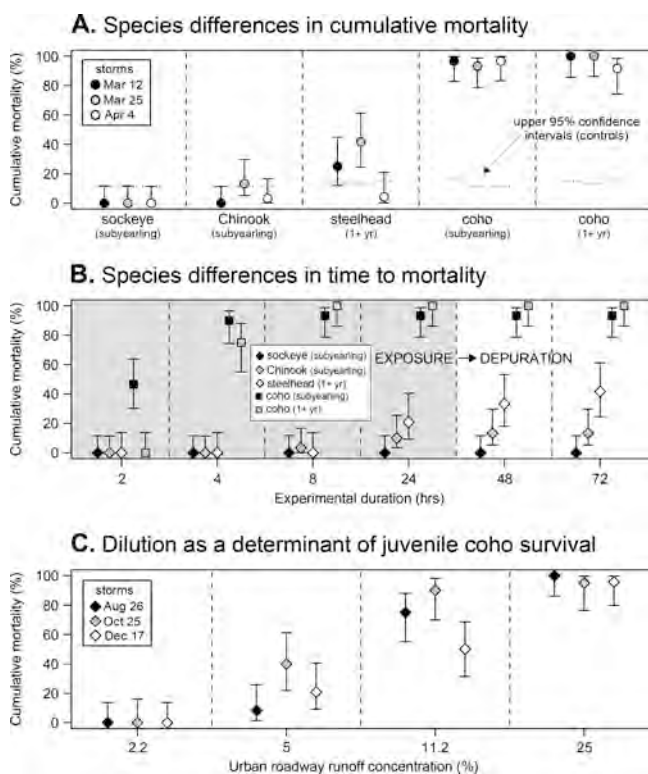 A. Species differences in cumulative mortality
Cumulative mortality (%)
100
80
60
40
20
0
storms
Mar 12
Mar 25
Apr 4
upper 95% confidence
intervals (controls)
sockeye
(subyearling)
Chinook
(subyearling)
steelhead
(1+ yr)
coho
(subyearling)
coho
(1+ yr)
B. Species differences in time to mortality
Cumulative mortality (%)
100
80
60
40
20
0
sockeye (subyearling)
Chinook (subyearling)
steelhead (1+ yr)
coho (subyearling)
coho (1+ yr)
EXPOSURE → DEPURATION
2 4 8 24 48 72
Experimental duration (hrs)
C. Dilution as a determinant of juvenile coho survival
Cumulative mortality (%)
100
80
60
40
20
0
storms
Aug 26
Oct 25
Dec 17
2.2 5 11.2 25
Urban roadway runoff concentration (%)